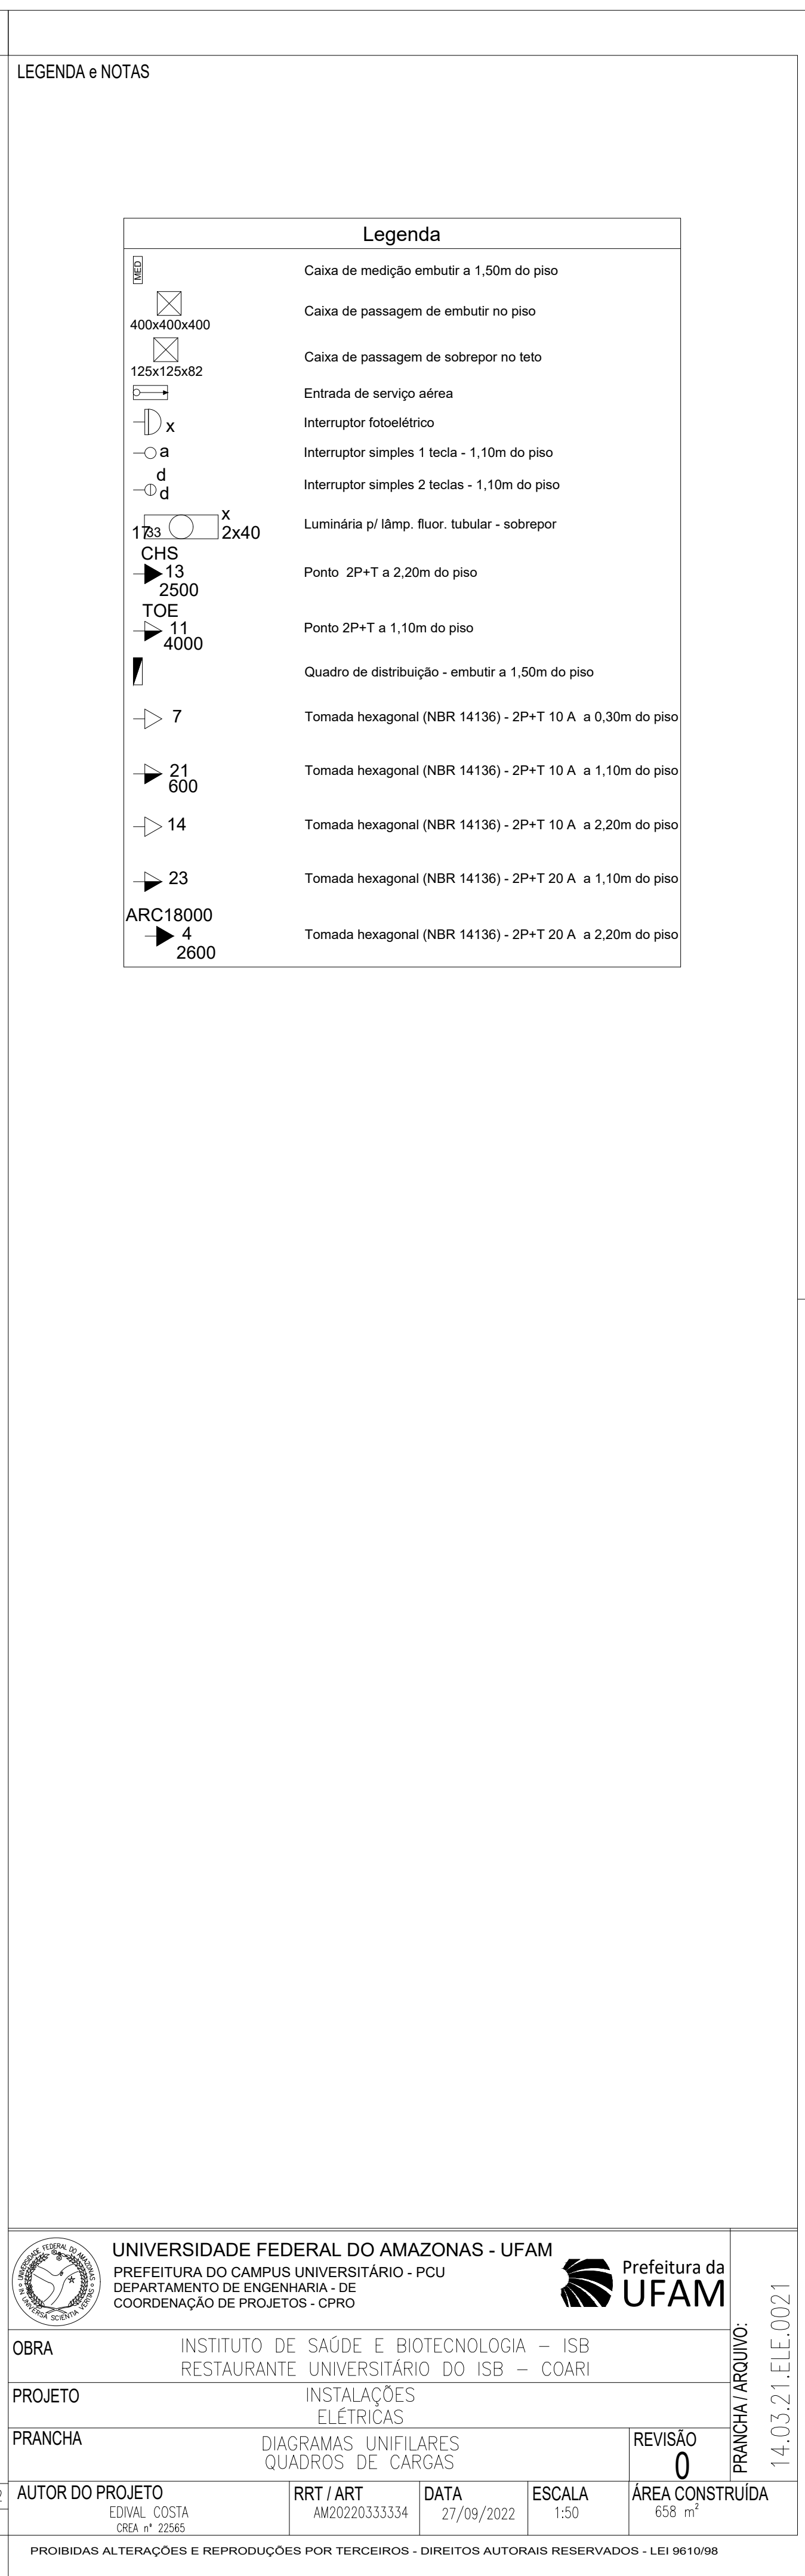 LEGENDA e NOTAS
Legenda
MED
Caixa de medição embutir a 1,50m do piso
400x400x400
Caixa de passagem de embutir no piso
125x125x82
Caixa de passagem de sobrepor no teto
Entrada de serviço aérea
x
Interruptor fotoelétrico
a
Interruptor simples 1 tecla - 1,10m do piso
d
d
Interruptor simples 2 teclas - 1,10m do piso
x
17 33 2x40
Luminária p/ lâmp. fluor. tubular - sobrepor
CHS
13
2500
Ponto 2P+T a 2,20m do piso
TOE
11
4000
Ponto 2P+T a 1,10m do piso
Quadro de distribuição - embutir a 1,50m do piso
7
Tomada hexagonal (NBR 14136) - 2P+T 10 A a 0,30m do piso
21
600
Tomada hexagonal (NBR 14136) - 2P+T 10 A a 1,10m do piso
14
Tomada hexagonal (NBR 14136) - 2P+T 10 A a 2,20m do piso
23
Tomada hexagonal (NBR 14136) - 2P+T 20 A a 1,10m do piso
ARC18000
4
2600
Tomada hexagonal (NBR 14136) - 2P+T 20 A a 2,20m do piso
UNIVERSIDADE FEDERAL DO AMAZONAS
IN UNIVERSA SCIENTIA VERITAS
UNIVERSIDADE FEDERAL DO AMAZONAS - UFAM
PREFEITURA DO CAMPUS UNIVERSITÁRIO - PCU
DEPARTAMENTO DE ENGENHARIA - DE
COORDENAÇÃO DE PROJETOS - CPRO
Prefeitura da
UFAM
OBRA
INSTITUTO DE SAÚDE E BIOTECNOLOGIA – ISB
RESTAURANTE UNIVERSITÁRIO DO ISB – COARI
PROJETO
INSTALAÇÕES
ELÉTRICAS
PRANCHA
DIAGRAMAS UNIFILARES
QUADROS DE CARGAS
REVISÃO
0
PRANCHA / ARQUIVO:
14.03.21.ELE.0021
AUTOR DO PROJETO
EDIVAL COSTA
CREA n° 22565
RRT / ART
AM20220333334
DATA
27/09/2022
ESCALA
1:50
ÁREA CONSTRUÍDA
658 m²
PROIBIDAS ALTERAÇÕES E REPRODUÇÕES POR TERCEIROS - DIREITOS AUTORAIS RESERVADOS - LEI 9610/98